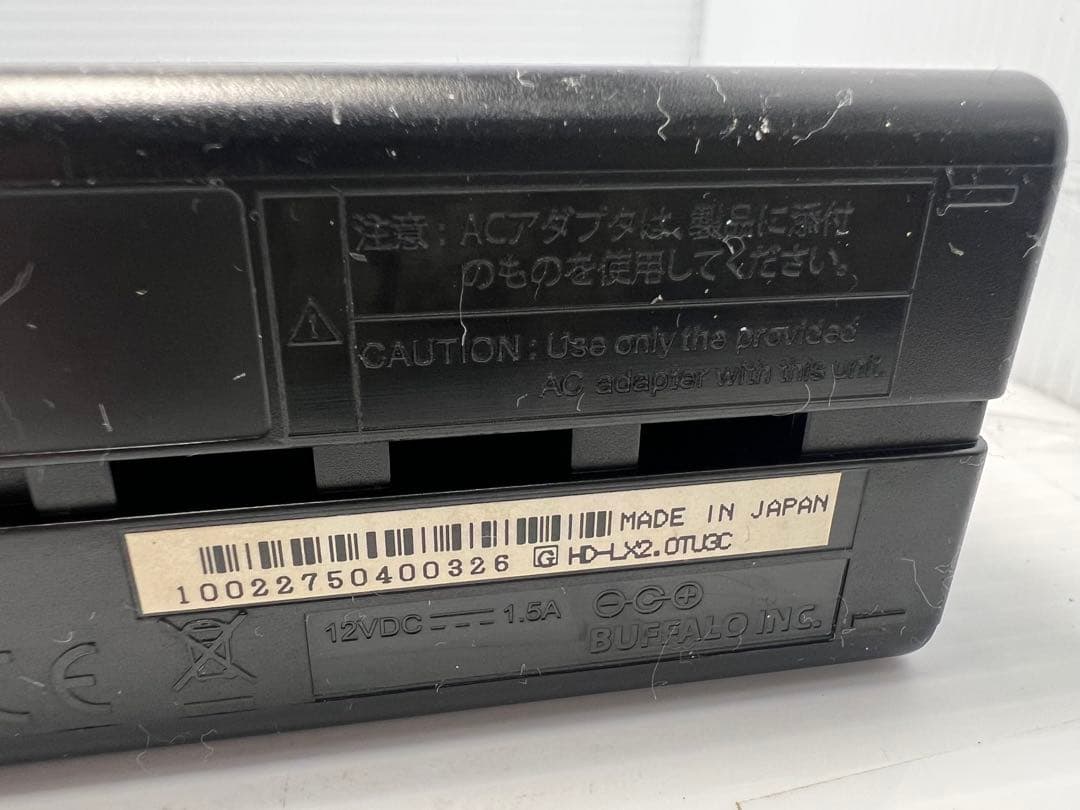 注意：ACアダプタは、製品に添付
のものを使用してください。
CAUTION : Use only the provided
AC adapter with this unit.
MADE IN JAPAN
10022750400326 G HD-LX2.0TU3C
12VDC 1.5A
BUFFALO INC.
CE